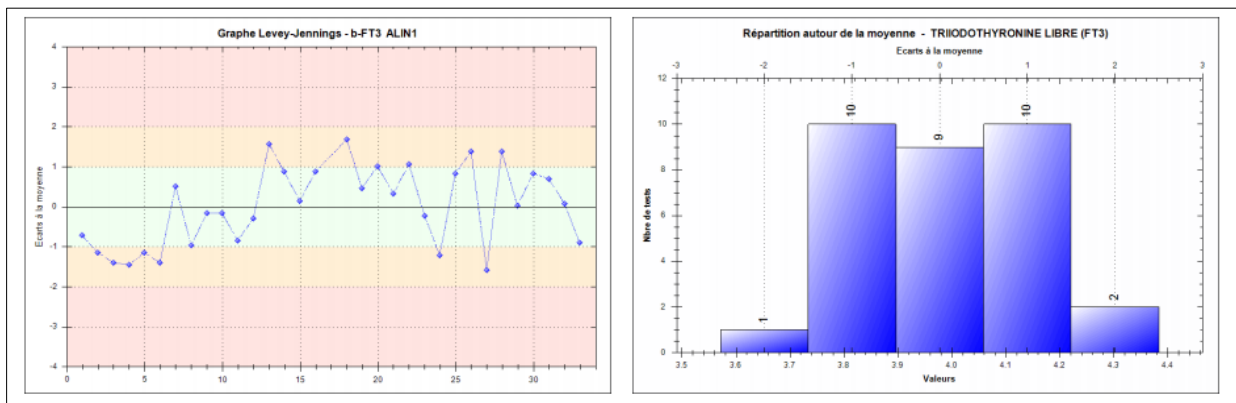 Graphe Levey-Jennings - b-FT3 ALIN1
Ecarts à la moyenne
4
3
2
1
0
-1
-2
-3
-4
0 5 10 15 20 25 30
Répartition autour de la moyenne - TRIIODOTHYRONINE LIBRE (FT3)
Ecarts à la moyenne
-3 -2 -1 0 1 2 3
Nbre de tests
12
10
8
6
4
2
0
1 10 9 10 2
3.5 3.6 3.7 3.8 3.9 4.0 4.1 4.2 4.3 4.4
Valeurs